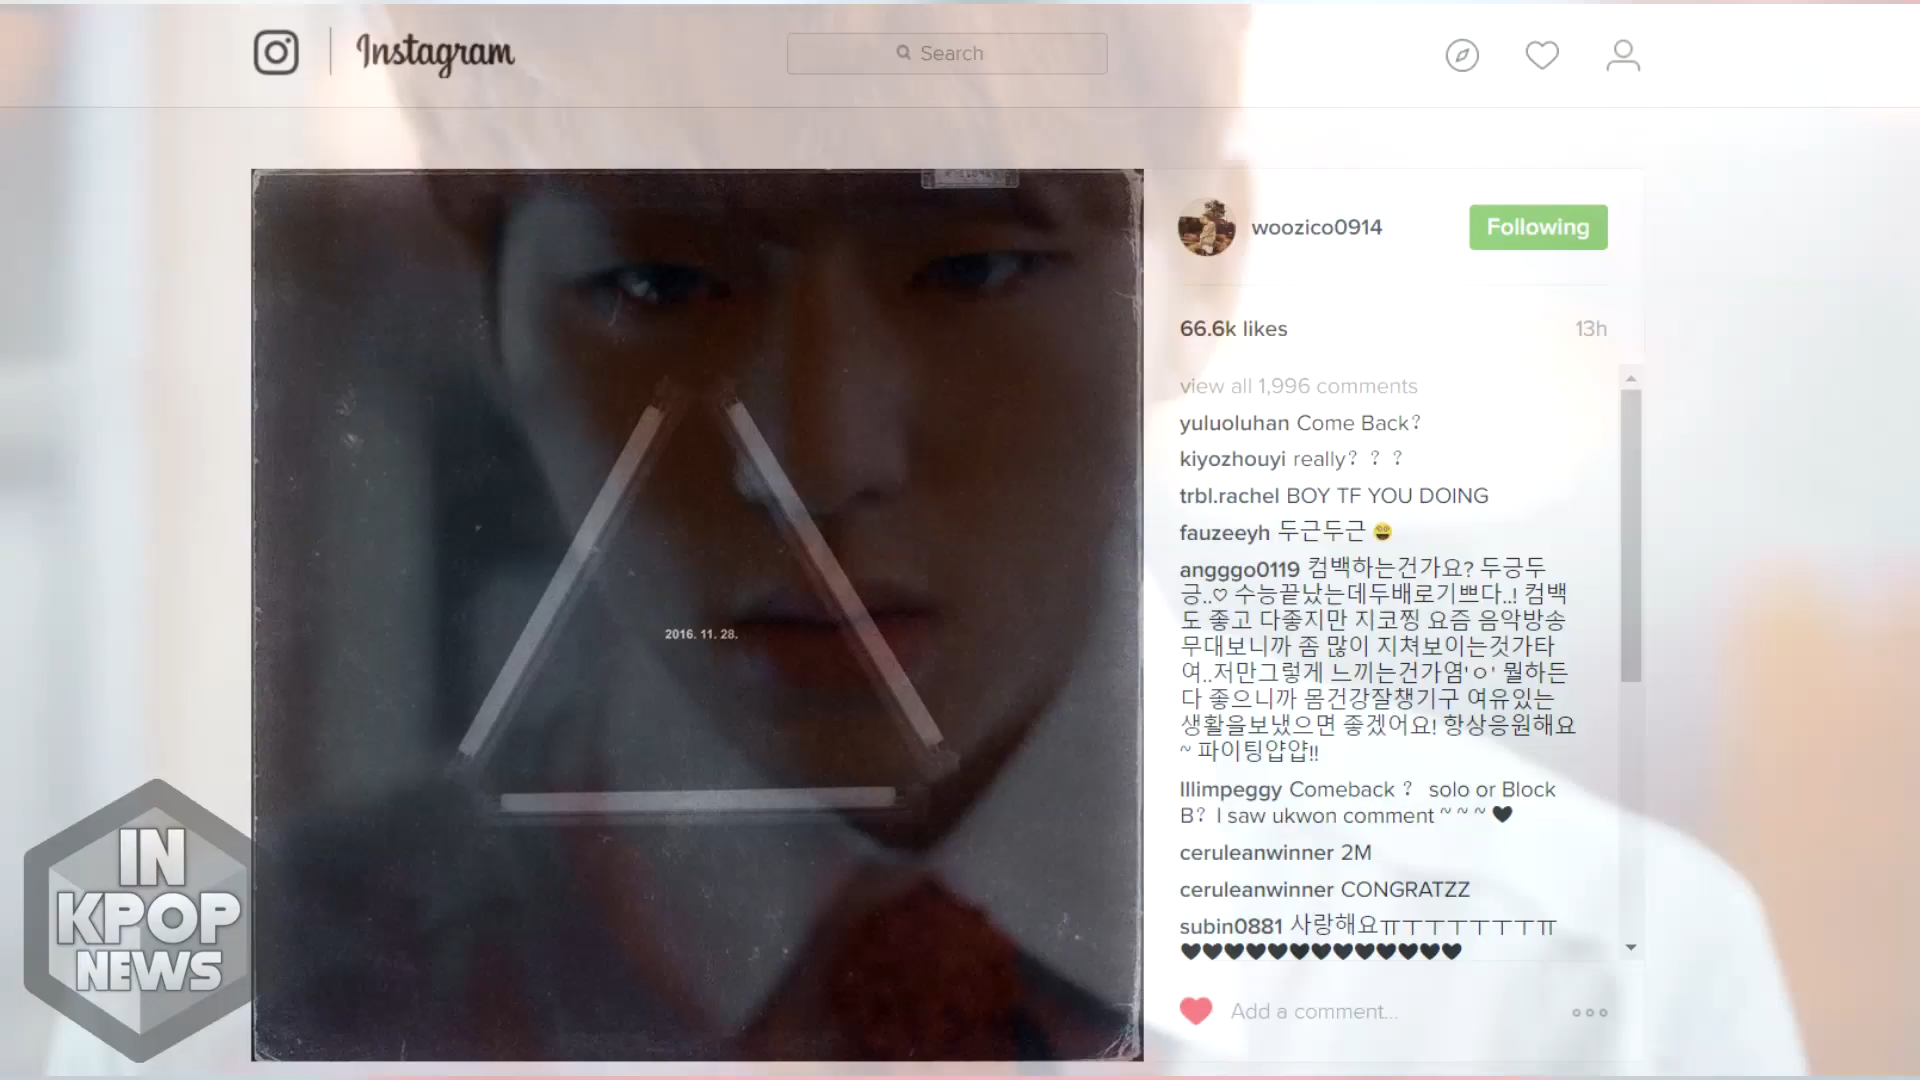 Instagram
Search
woozico0914
Following
66.6k likes
13h
view all 1,996 comments
yuluoluhan Come Back？
kiyozhouyi really？？？
trbl.rachel BOY TF YOU DOING
fauzeeyh 두근두근 😄
angggo0119 컴백하는건가요? 두긍두
긍..♡ 수능끝났는데두배로기쁘다..! 컴백
도 좋고 다좋지만 지코찡 요즘 음악방송
무대보니까 좀 많이 지쳐보이는것가타
여..저만그렇게 느끼는건가염'ㅇ' 뭘하든
다 좋으니까 몸건강잘챙기구 여유있는
생활을보냈으면 좋겠어요! 항상응원해요
~ 파이팅얍얍!!
lllimpeggy Comeback？ solo or Block
B？I saw ukwon comment ~ ~ ~ ♥
ceruleanwinner 2M
ceruleanwinner CONGRATZZ
subin0881 사랑해요ㅠㅜㅜㅜㅜㅜㅜㅠ
♥♥♥♥♥♥♥♥♥♥♥♥♥
Add a comment...
2016. 11. 28.
IN
KPOP
NEWS